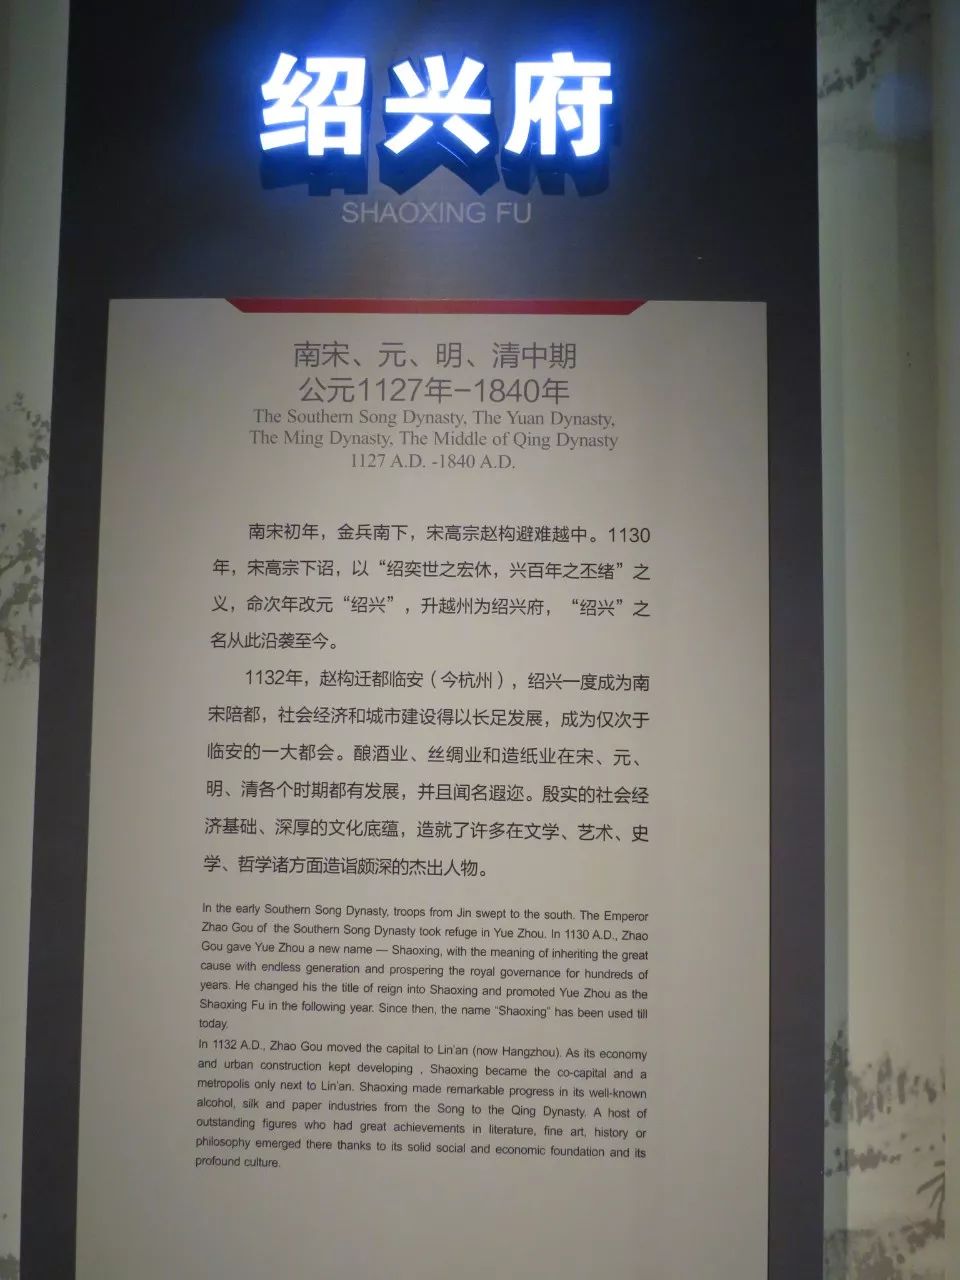 绍兴府
SHAOXING FU
南宋、元、明、清中期
公元1127年-1840年
The Southern Song Dynasty, The Yuan Dynasty,
The Ming Dynasty, The Middle of Qing Dynasty
1127 A.D. -1840 A.D.
南宋初年，金兵南下，宋高宗赵构避难越中。1130
年，宋高宗下诏，以“绍奕世之宏休，兴百年之丕绪”之
义，命次年改元“绍兴”，升越州为绍兴府，“绍兴”之
名从此沿袭至今。
1132年，赵构迁都临安（今杭州），绍兴一度成为南
宋陪都，社会经济和城市建设得以长足发展，成为仅次于
临安的一大都会。酿酒业、丝绸业和造纸业在宋、元、
明、清各个时期都有发展，并且闻名遐迩。殷实的社会经
济基础、深厚的文化底蕴，造就了许多在文学、艺术、史
学、哲学诸方面造诣颇深的杰出人物。
In the early Southern Song Dynasty, troops from Jin swept to the south. The Emperor
Zhao Gou of the Southern Song Dynasty took refuge in Yue Zhou. In 1130 A.D., Zhao
Gou gave Yue Zhou a new name — Shaoxing, with the meaning of inheriting the great
cause with endless generation and prospering the royal governance for hundreds of
years. He changed his the title of reign into Shaoxing and promoted Yue Zhou as the
Shaoxing Fu in the following year. Since then, the name “Shaoxing” has been used till
today.
In 1132 A.D., Zhao Gou moved the capital to Lin'an (now Hangzhou). As its economy
and urban construction kept developing , Shaoxing became the co-capital and a
metropolis only next to Lin'an. Shaoxing made remarkable progress in its well-known
alcohol, silk and paper industries from the Song to the Qing Dynasty. A host of
outstanding figures who had great achievements in literature, fine art, history or
philosophy emerged there thanks to its solid social and economic foundation and its
profound culture.